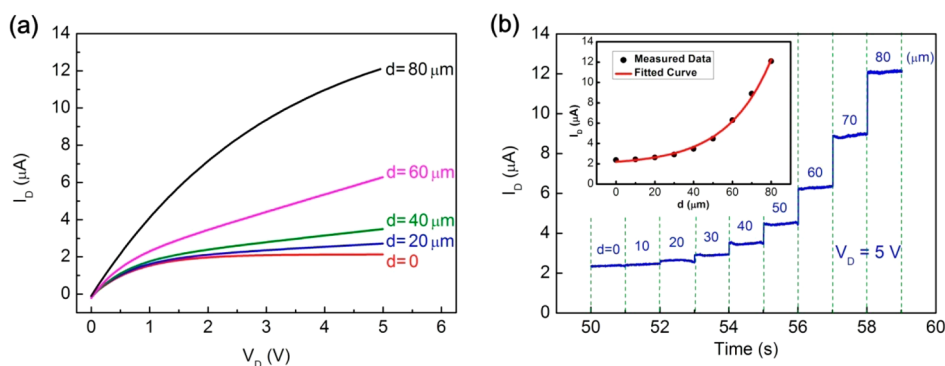 (a)
14
12
10
8
6
4
2
0
I_D (μA)
d= 80 μm
d= 60 μm
d= 40 μm
d= 20 μm
d= 0
0 1 2 3 4 5 6
V_D (V)
(b)
14
12
10
8
6
4
2
0
I_D (μA)
14
12
10
8
6
4
2
0
I_D (μA)
Measured Data
Fitted Curve
0 20 40 60 80
d (μm)
d=0 10 20 30 40 50 60 70 80 (μm)
V_D = 5 V
50 52 54 56 58 60
Time (s)